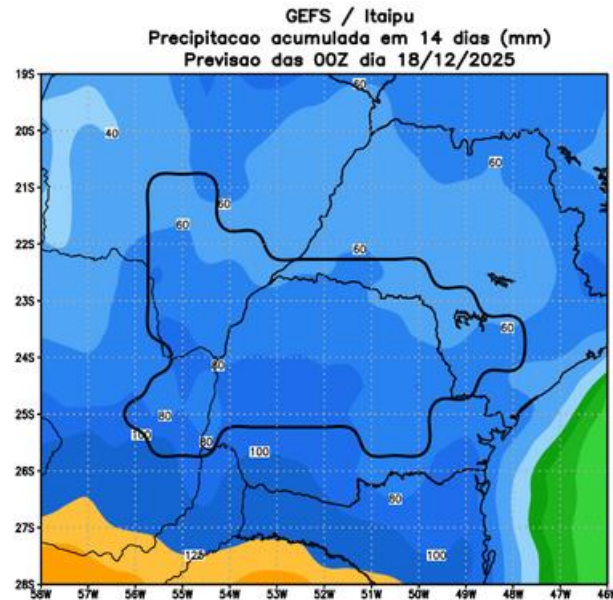 GEFS / Itaipu
Precipitacao acumulada em 14 dias (mm)
Previsao das 00Z dia 18/12/2025
19S
60
40
20S
60
21S
60
60
22S
60
23S
60
24S
80
25S
80
100
80
100
26S
80
27S
125
100
28S
58W 57W 56W 55W 54W 53W 52W 51W 50W 49W 48W 47W 46W